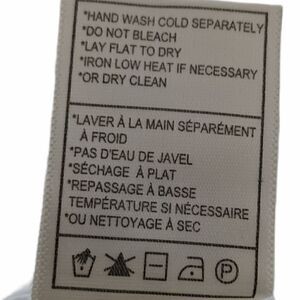 *HAND WASH COLD SEPARATELY
*DO NOT BLEACH
*LAY FLAT TO DRY
*IRON LOW HEAT IF NECESSARY
*OR DRY CLEAN
*LAVER À LA MAIN SÉPARÉMENT
À FROID
*PAS D'EAU DE JAVEL
*SÉCHAGE À PLAT
*REPASSAGE À BASSE
TEMPÉRATURE SI NÉCESSAIRE
*OU NETTOYAGE À SEC
P